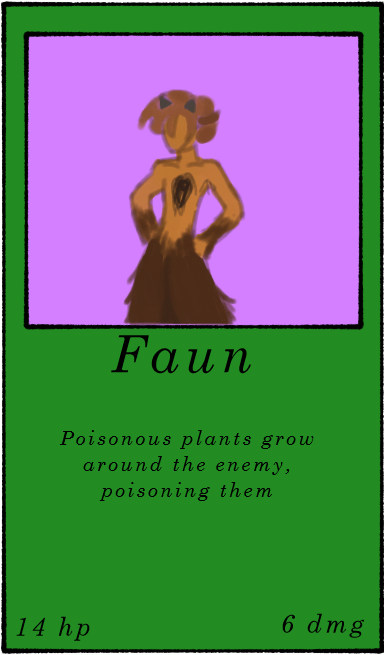 Faun
Poisonous plants grow
around the enemy,
poisoning them
14 hp
6 dmg